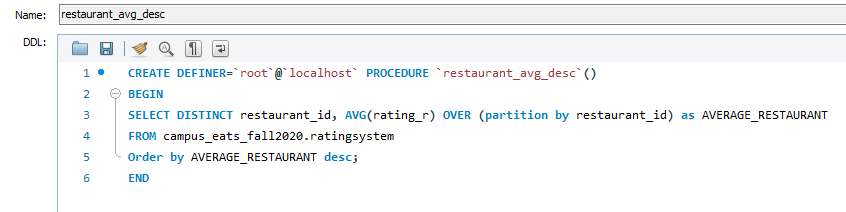 Name: restaurant_avg_desc
DDL:
1 CREATE DEFINER=`root`@`localhost` PROCEDURE `restaurant_avg_desc`()
2 BEGIN
3 SELECT DISTINCT restaurant_id, AVG(rating_r) OVER (partition by restaurant_id) as AVERAGE_RESTAURANT
4 FROM campus_eats_fall2020.ratingsystem
5 Order by AVERAGE_RESTAURANT desc;
6 END